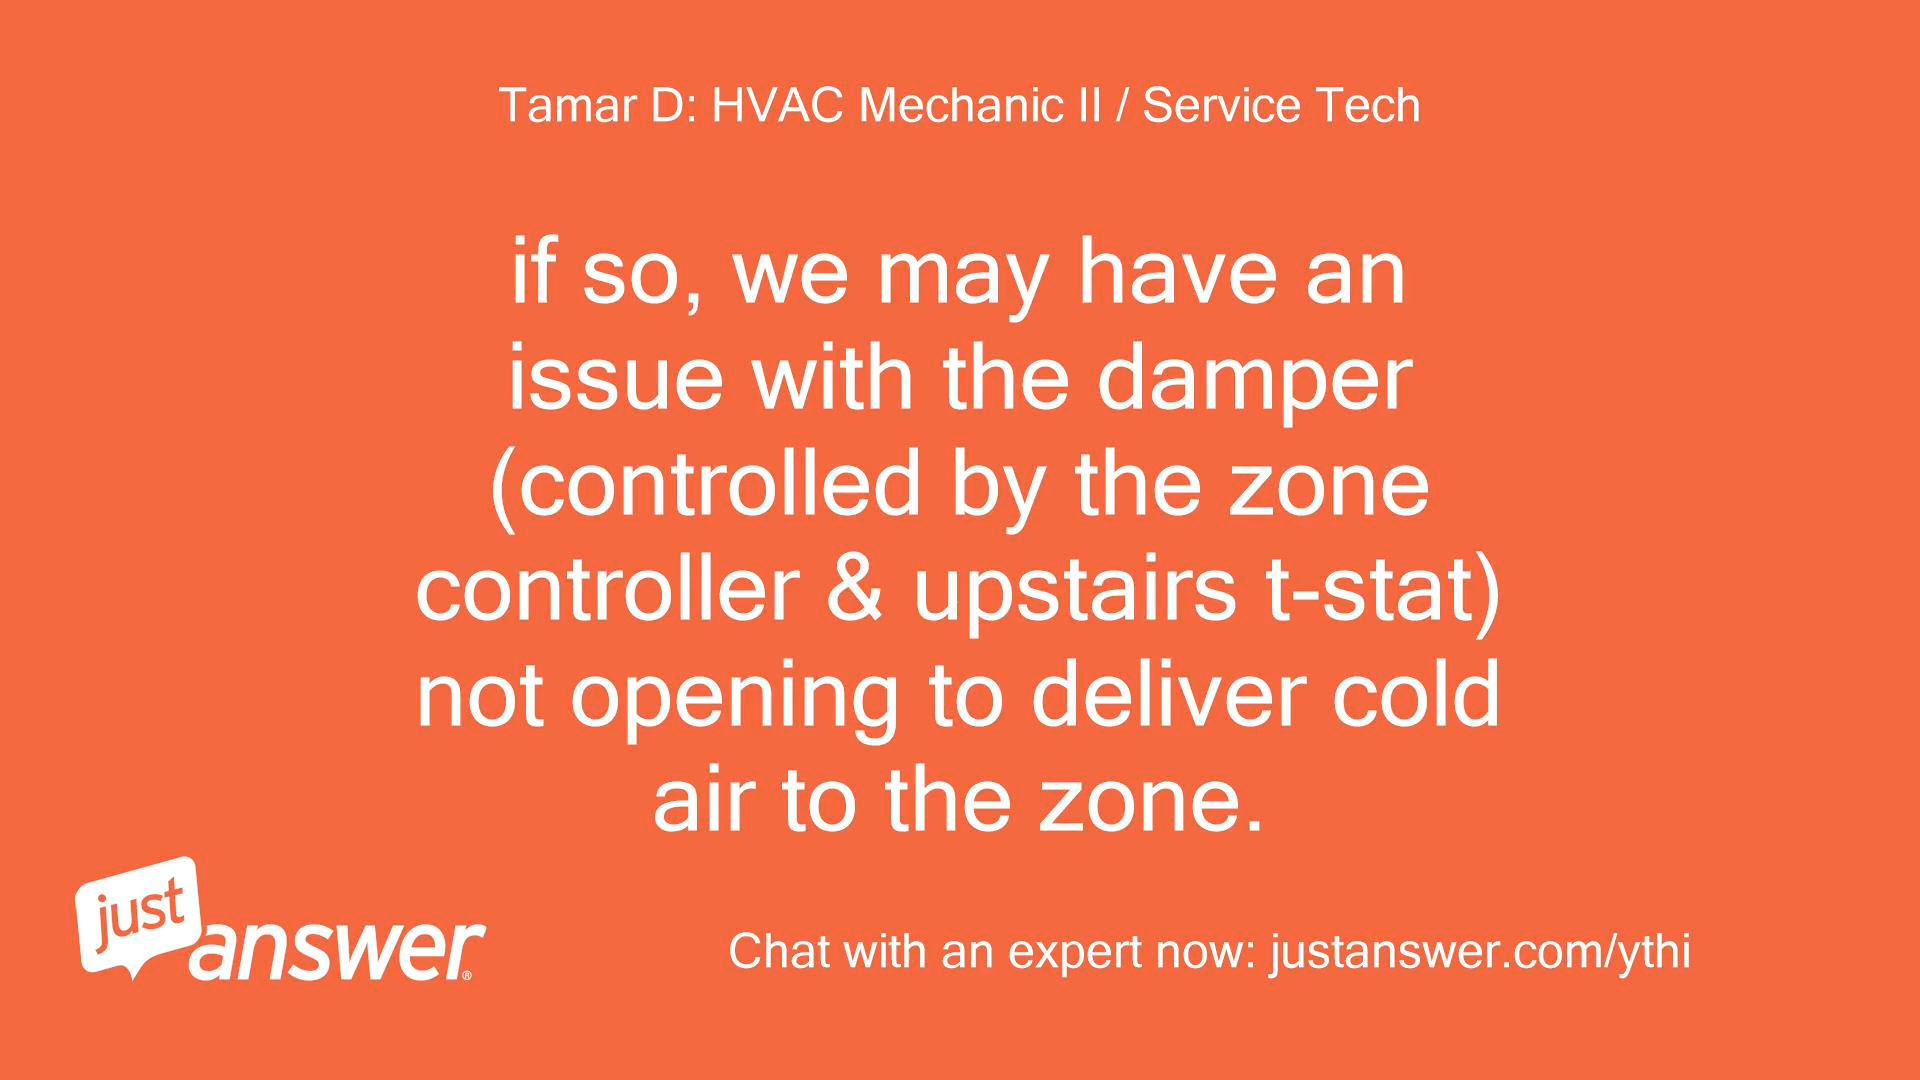 Tamar D: HVAC Mechanic II / Service Tech
if so, we may have an
issue with the damper
(controlled by the zone
controller & upstairs t-stat)
not opening to deliver cold
air to the zone.
just
answer®
Chat with an expert now: justanswer.com/ythi